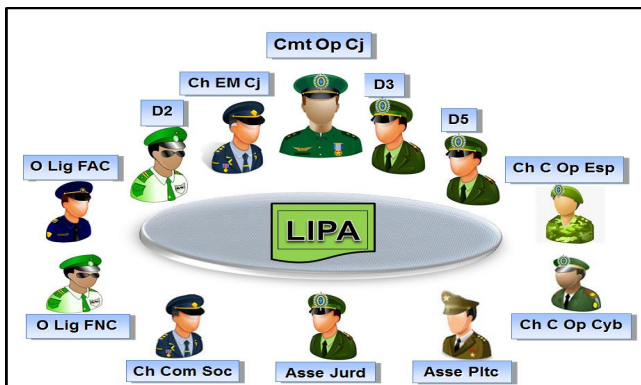 Cmt Op Cj
Ch EM Cj
D3
D2
D5
O Lig FAC
Ch C Op Esp
LIPA
O Lig FNC
Ch C Op Cyb
Ch Com Soc
Asse Jurd
Asse Pltc